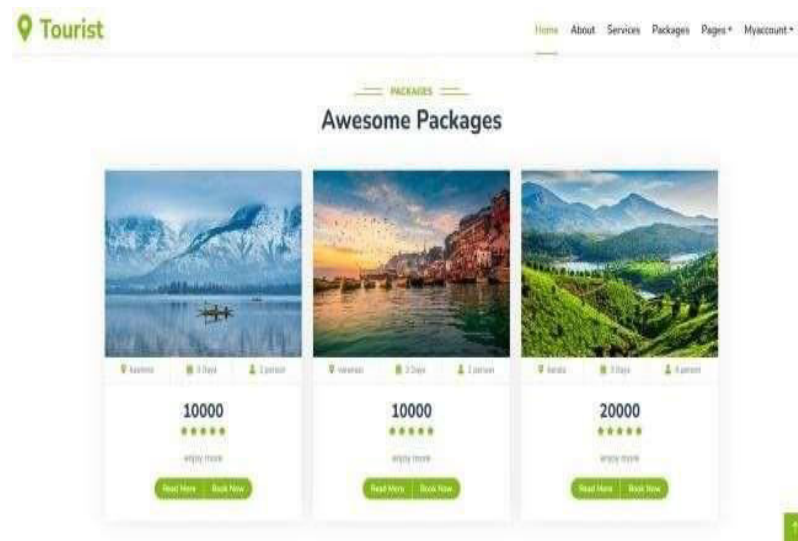 Tourist
Home About Services Packages Pages Myaccount
PACKAGES
Awesome Packages
kashmir 3 Days 2 person
varanasi 3 Days 2 person
kerala 3 Days 4 person
10000
enjoy more
Read More Book Now
10000
enjoy more
Read More Book Now
20000
enjoy more
Read More Book Now